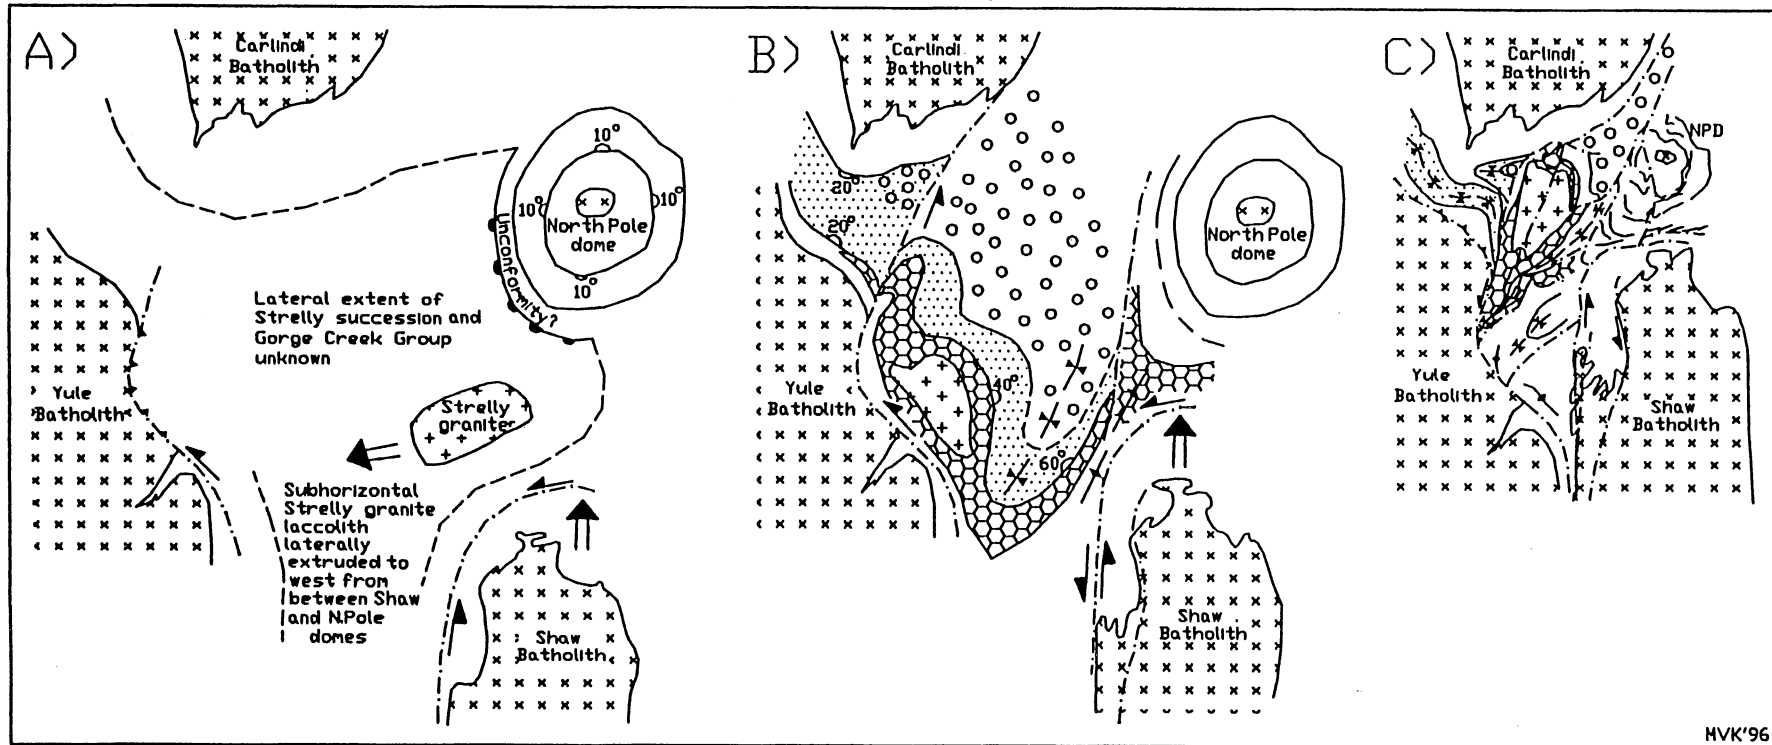 A)
Carlindi
Batholith
10°
10°
10°
10°
North Pole
dome
Unconformity?
Lateral extent of
Strelly succession and
Gorge Creek Group
unknown
Yule
Batholith
Strelly
granite
Subhorizontal
Strelly granite
laccolith
laterally
extruded to
west from
between Shaw
and N.Pole
domes
Shaw
Batholith
B)
Carlindi
Batholith
20°
20°
North Pole
dome
Yule
Batholith
40°
60°
Shaw
Batholith
C)
Carlindi
Batholith
NPD
Yule
Batholith
Shaw
Batholith
MVK'96